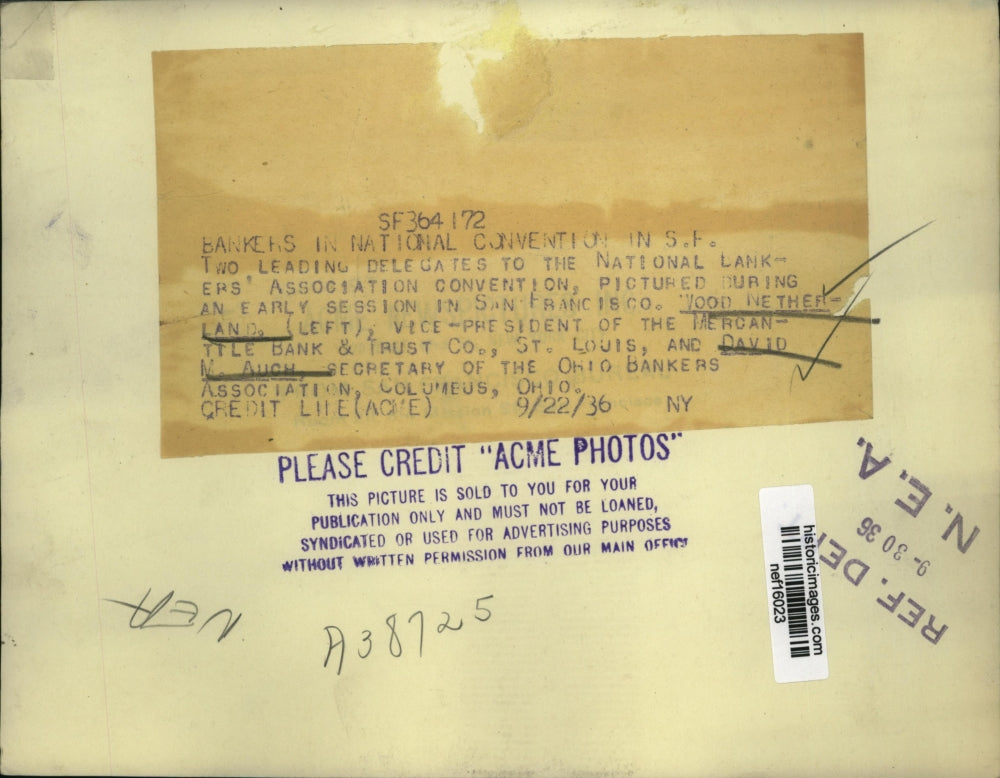 SF364172
BANKERS IN NATIONAL CONVENTION IN S.F.
TWO LEADING DELEGATES TO THE NATIONAL BANK-
ERS' ASSOCIATION CONVENTION, PICTURED DURING
AN EARLY SESSION IN SAN FRANCISCO. WOOD NETHER-
LAND. (LEFT), VICE-PRESIDENT OF THE MERCAN-
TILE BANK & TRUST CO., ST. LOUIS, AND DAVID
M. AUCH, SECRETARY OF THE OHIO BANKERS
ASSOCIATION, COLUMBUS, OHIO.
CREDIT LINE (ACME) 9/22/36 NY
PLEASE CREDIT "ACME PHOTOS"
THIS PICTURE IS SOLD TO YOU FOR YOUR
PUBLICATION ONLY AND MUST NOT BE LOANED,
SYNDICATED OR USED FOR ADVERTISING PURPOSES
WITHOUT WRITTEN PERMISSION FROM OUR MAIN OFFICE
NEA
A38725
historicimages.com
nef16023
REF. DE
9-30 36
N. E. A.